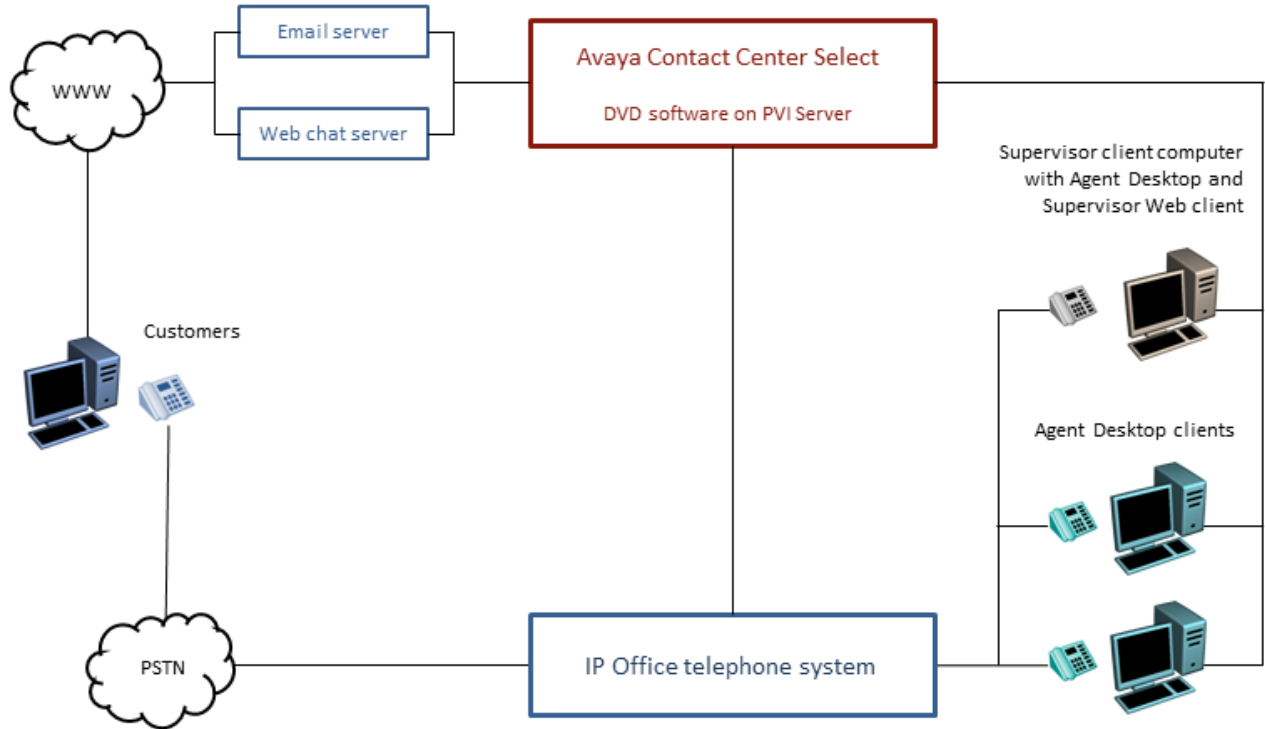 Email server
Avaya Contact Center Select
WWW
DVD software on PVI Server
Web chat server
Supervisor client computer
with Agent Desktop and
Supervisor Web client
Customers
Agent Desktop clients
PSTN
IP Office telephone system